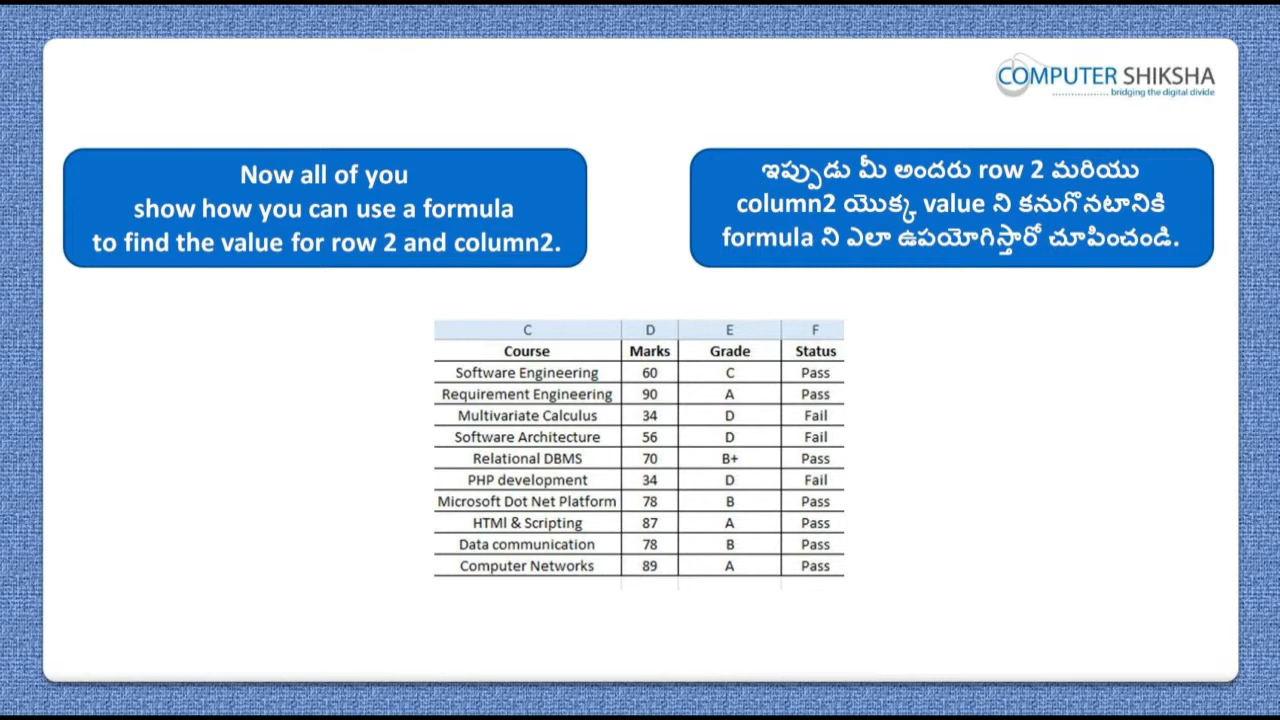 COMPUTER SHIKSHA
bridging the digital divide
Now all of you
show how you can use a formula
to find the value for row 2 and column2.
ఇప్పుడు మీ అందరు row 2 మరియు
column2 యొక్క value ని కనుగొనటానికి
formula ని ఎలా ఉపయోగిస్తారో చూపించండి.
C D E F
Course Marks Grade Status
Software Engineering 60 C Pass
Requirement Engineering 90 A Pass
Multivariate Calculus 34 D Fail
Software Architecture 56 D Fail
Relational DBMS 70 B+ Pass
PHP development 34 D Fail
Microsoft Dot Net Platform 78 B Pass
HTMl & Scripting 87 A Pass
Data communication 78 B Pass
Computer Networks 89 A Pass